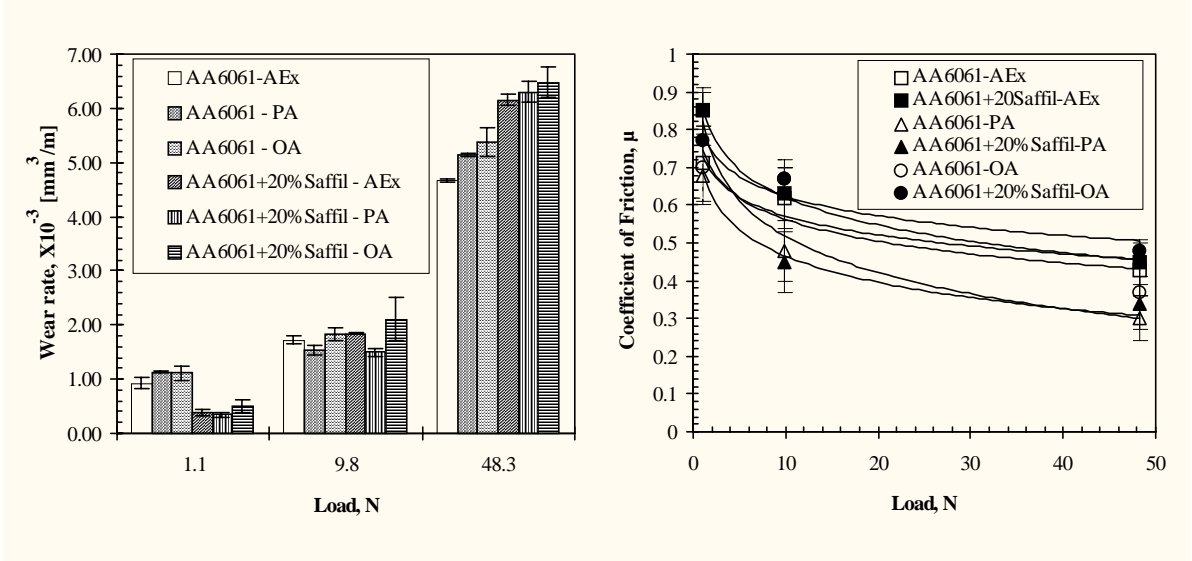 7.00
6.00
5.00
4.00
3.00
2.00
1.00
0.00
Wear rate, X10⁻³ [mm³/m]
AA6061-AEx
AA6061 - PA
AA6061 - OA
AA6061+20%Saffil - AEx
AA6061+20%Saffil - PA
AA6061+20%Saffil - OA
1.1 9.8 48.3
Load, N
1
0.9
0.8
0.7
0.6
0.5
0.4
0.3
0.2
0.1
0
Coefficient of Friction, μ
AA6061-AEx
AA6061+20Saffil-AEx
AA6061-PA
AA6061+20%Saffil-PA
AA6061-OA
AA6061+20%Saffil-OA
0 10 20 30 40 50
Load, N